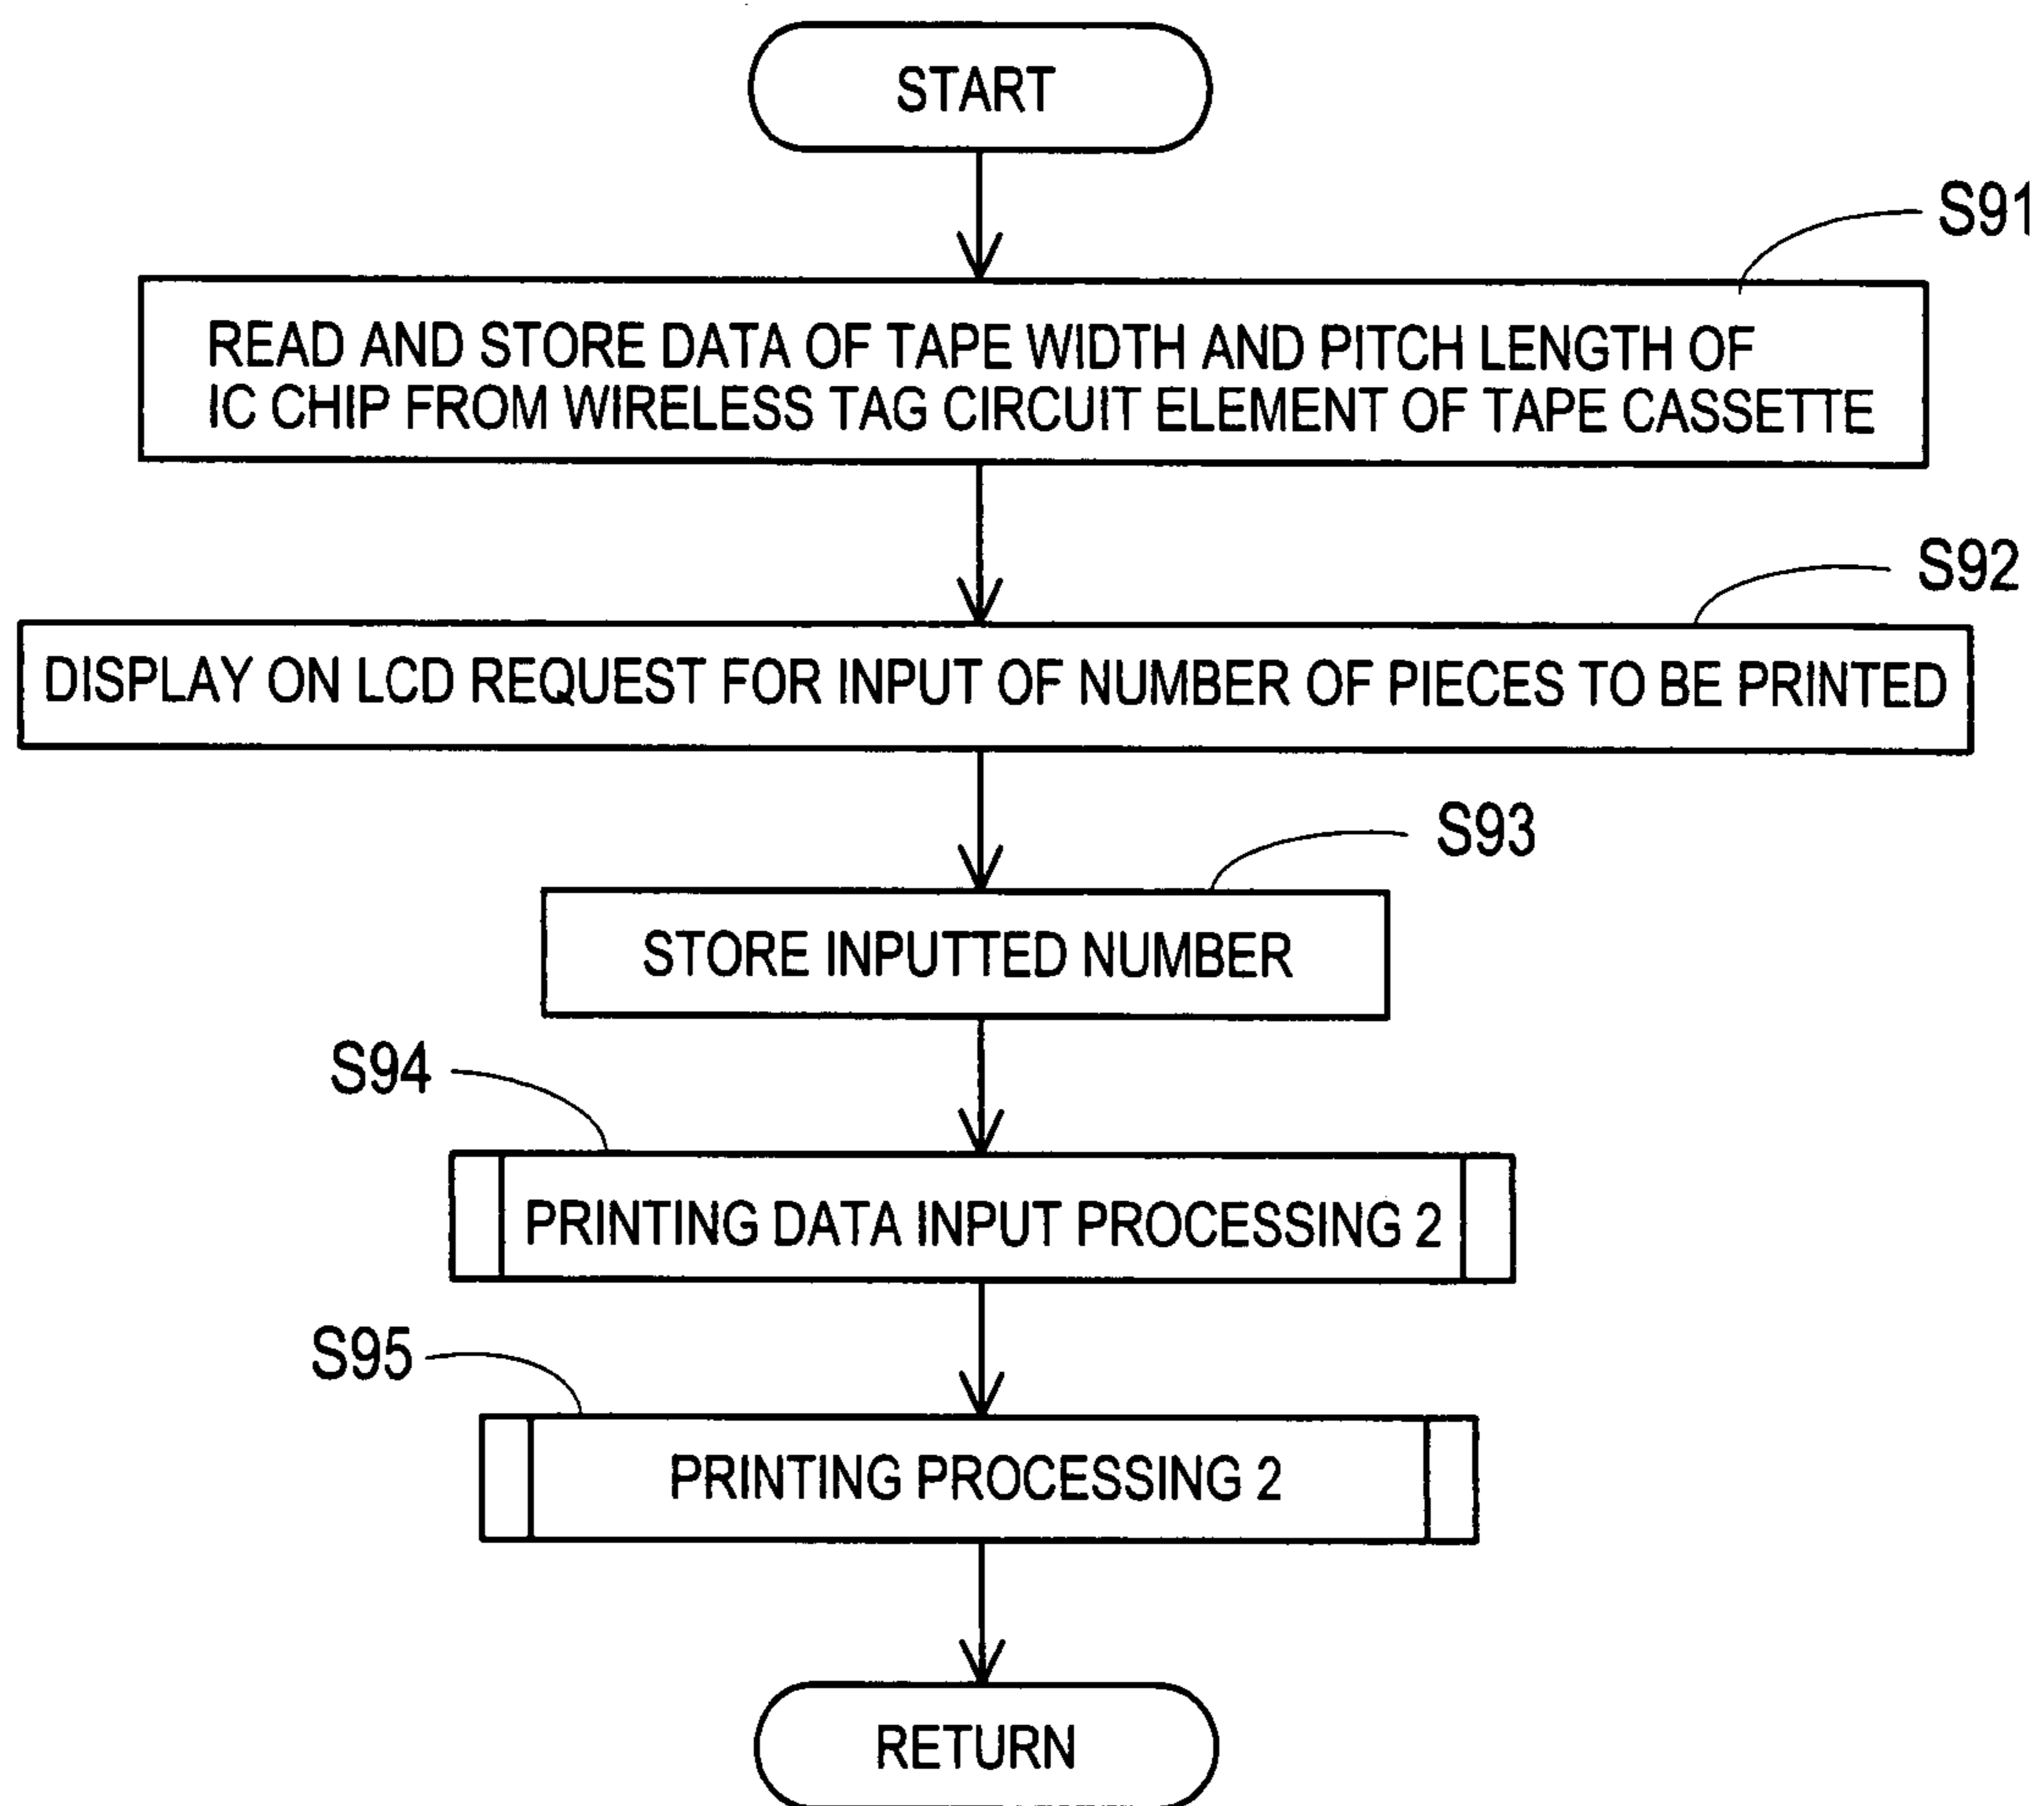 START
S91
READ AND STORE DATA OF TAPE WIDTH AND PITCH LENGTH OF
IC CHIP FROM WIRELESS TAG CIRCUIT ELEMENT OF TAPE CASSETTE
S92
DISPLAY ON LCD REQUEST FOR INPUT OF NUMBER OF PIECES TO BE PRINTED
S93
STORE INPUTTED NUMBER
S94
PRINTING DATA INPUT PROCESSING 2
S95
PRINTING PROCESSING 2
RETURN